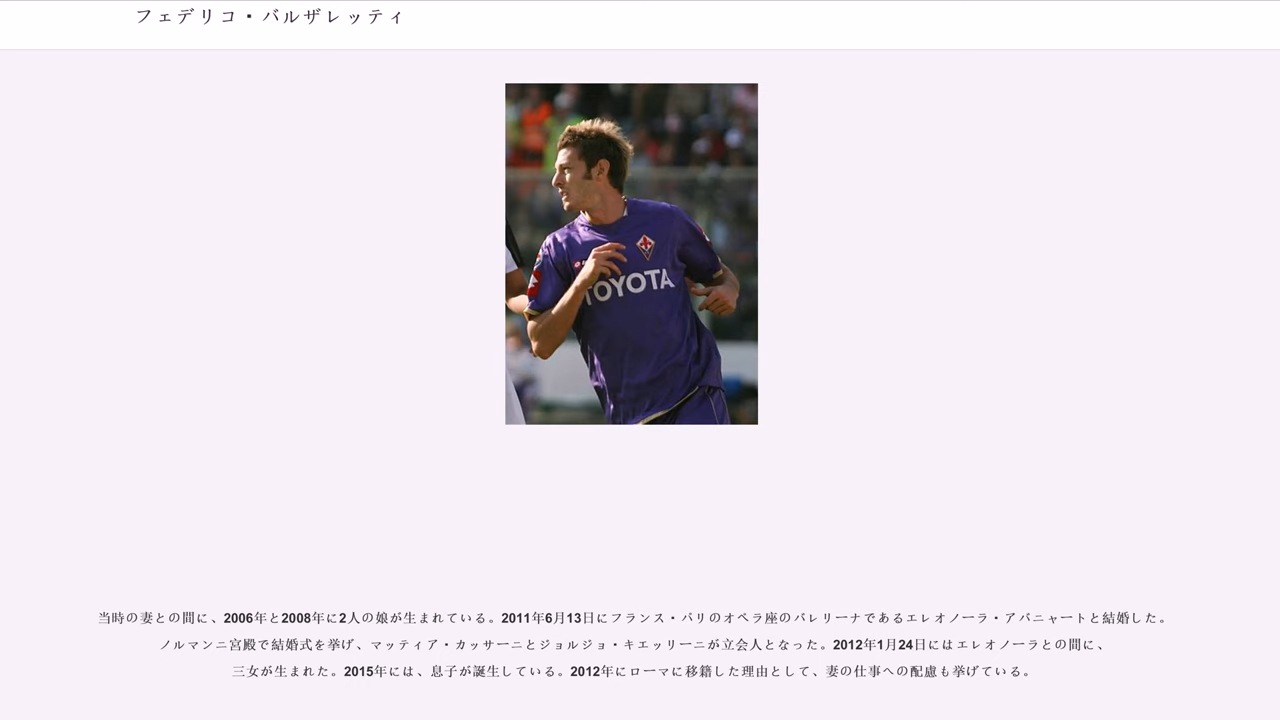 フェデリコ・バルザレッティ
TOYOTA
当時の妻との間に、2006年と2008年に2人の娘が生まれている。2011年6月13日にフランス・パリのオペラ座のバレリーナであるエレオノーラ・アバニャートと結婚した。
ノルマンニ宮殿で結婚式を挙げ、マッティア・カッサーニとジョルジョ・キエッリーニが立会人となった。2012年1月24日にはエレオノーラとの間に、
三女が生まれた。2015年には、息子が誕生している。2012年にローマに移籍した理由として、妻の仕事への配慮も挙げている。